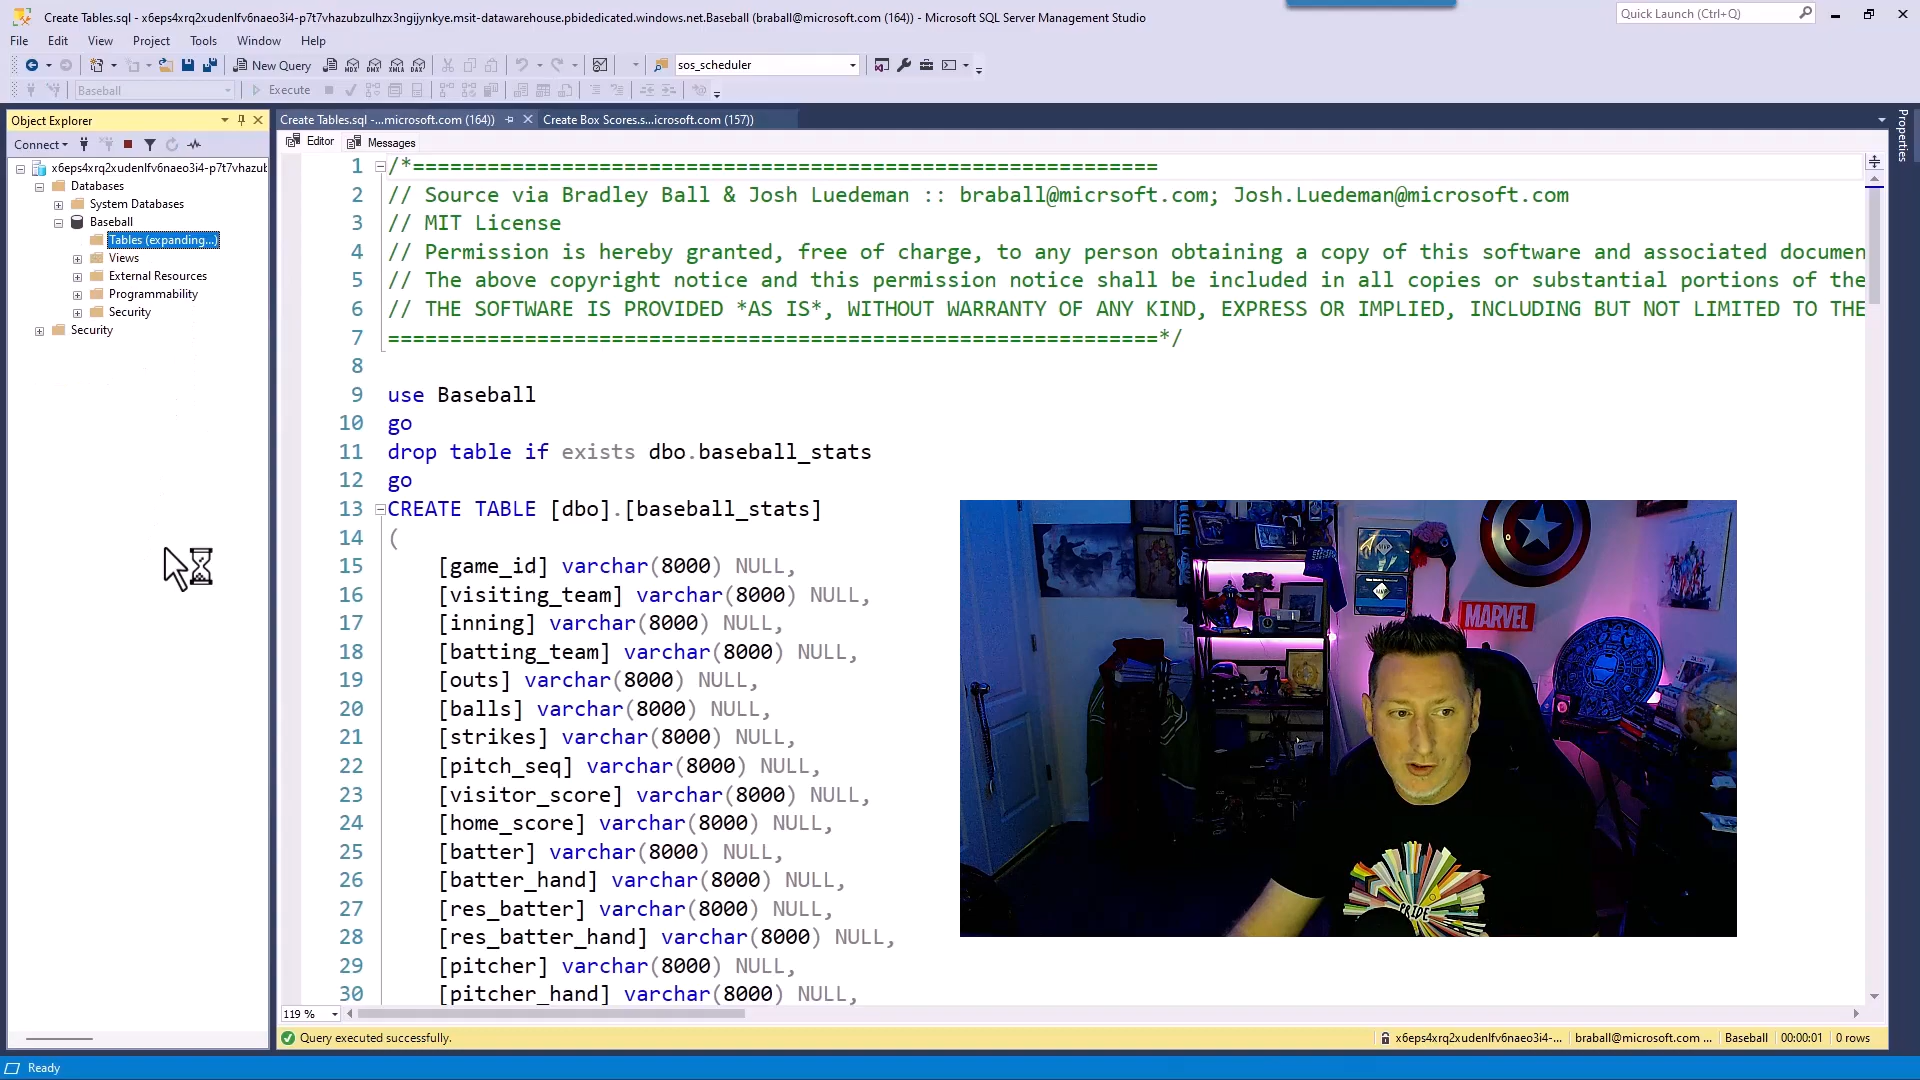 Create Tables.sql - x6eps4xrq2xudenlfv6naeo3i4-p7t7vhazubzulhzx3ngijynkye.msit-datawarehouse.pbidedicated.windows.net.Baseball (braball@microsoft.com (164)) - Microsoft SQL Server Management Studio
Quick Launch (Ctrl+Q)
File Edit View Project Tools Window Help
New Query
MDX DMX XMLA DAX
sos_scheduler
Baseball
Execute
Object Explorer
Connect
x6eps4xrq2xudenlfv6naeo3i4-p7t7vhazub
Databases
System Databases
Baseball
Tables (expanding...)
Views
External Resources
Programmability
Security
Security
Create Tables.sql -...microsoft.com (164))
Create Box Scores.s...icrosoft.com (157))
Properties
Editor
Messages
1 /*============================================================
2 // Source via Bradley Ball & Josh Luedeman :: braball@micrsoft.com; Josh.Luedeman@microsoft.com
3 // MIT License
4 // Permission is hereby granted, free of charge, to any person obtaining a copy of this software and associated documen
5 // The above copyright notice and this permission notice shall be included in all copies or substantial portions of the
6 // THE SOFTWARE IS PROVIDED *AS IS*, WITHOUT WARRANTY OF ANY KIND, EXPRESS OR IMPLIED, INCLUDING BUT NOT LIMITED TO THE
7 ==============================================================*/
8
9 use Baseball
10 go
11 drop table if exists dbo.baseball_stats
12 go
13 CREATE TABLE [dbo].[baseball_stats]
14 (
15 [game_id] varchar(8000) NULL,
16 [visiting_team] varchar(8000) NULL,
17 [inning] varchar(8000) NULL,
18 [batting_team] varchar(8000) NULL,
19 [outs] varchar(8000) NULL,
20 [balls] varchar(8000) NULL,
21 [strikes] varchar(8000) NULL,
22 [pitch_seq] varchar(8000) NULL,
23 [visitor_score] varchar(8000) NULL,
24 [home_score] varchar(8000) NULL,
25 [batter] varchar(8000) NULL,
26 [batter_hand] varchar(8000) NULL,
27 [res_batter] varchar(8000) NULL,
28 [res_batter_hand] varchar(8000) NULL,
29 [pitcher] varchar(8000) NULL,
30 [pitcher_hand] varchar(8000) NULL,
MARVEL
PRIDE
119 %
Query executed successfully.
x6eps4xrq2xudenlfv6naeo3i4-... braball@microsoft.com ... Baseball 00:00:01 0 rows
Ready